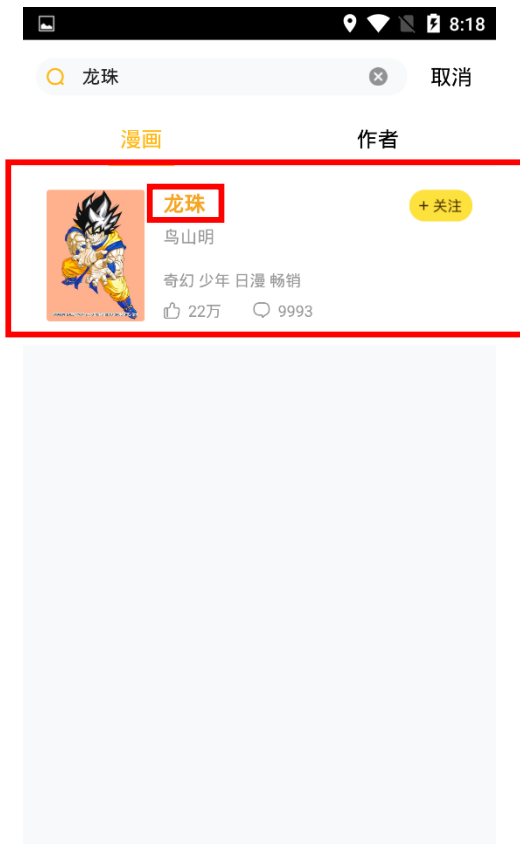 8:18
龙珠 取消
漫画 作者
龙珠
+ 关注
鸟山明
奇幻 少年 日漫 畅销
22万 9993